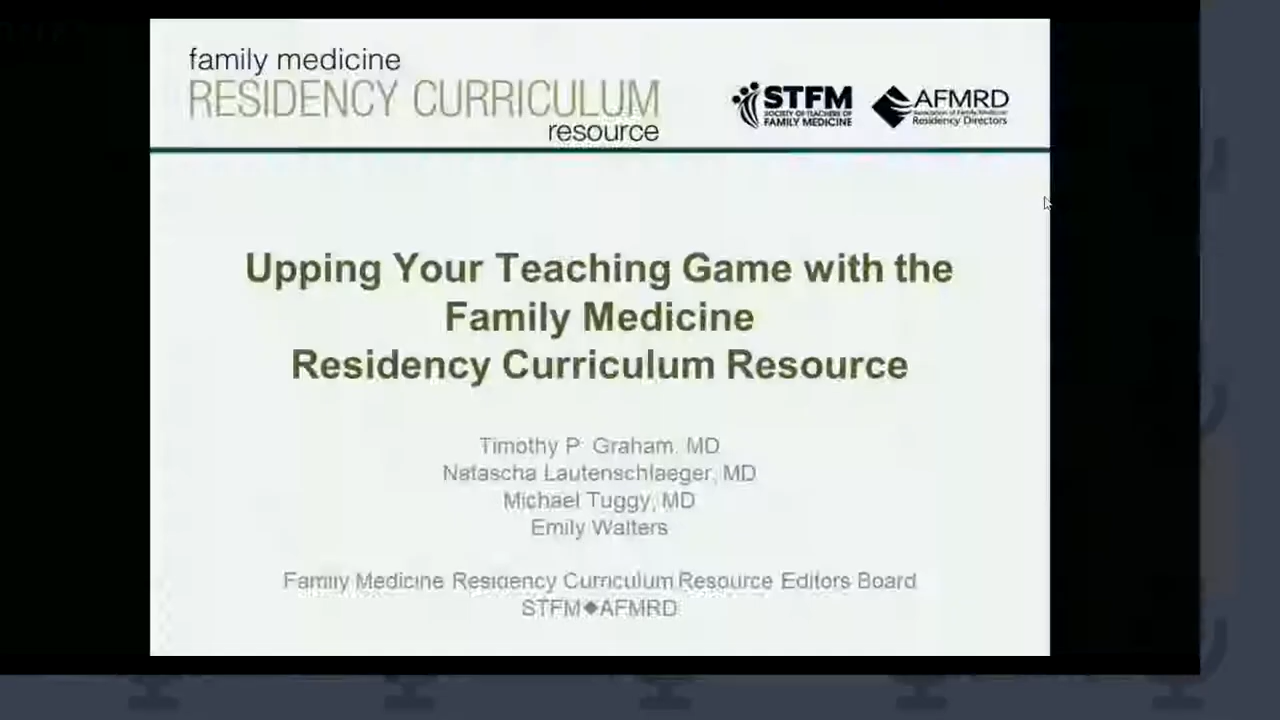 family medicine
RESIDENCY CURRICULUM
resource
STFM
SOCIETY OF TEACHERS OF
FAMILY MEDICINE
AFMRD
Association of Family Medicine
Residency Directors
Upping Your Teaching Game with the
Family Medicine
Residency Curriculum Resource
Timothy P. Graham, MD
Natascha Lautenschlaeger, MD
Michael Tuggy, MD
Emily Walters
Family Medicine Residency Curriculum Resource Editors Board
STFM◆AFMRD